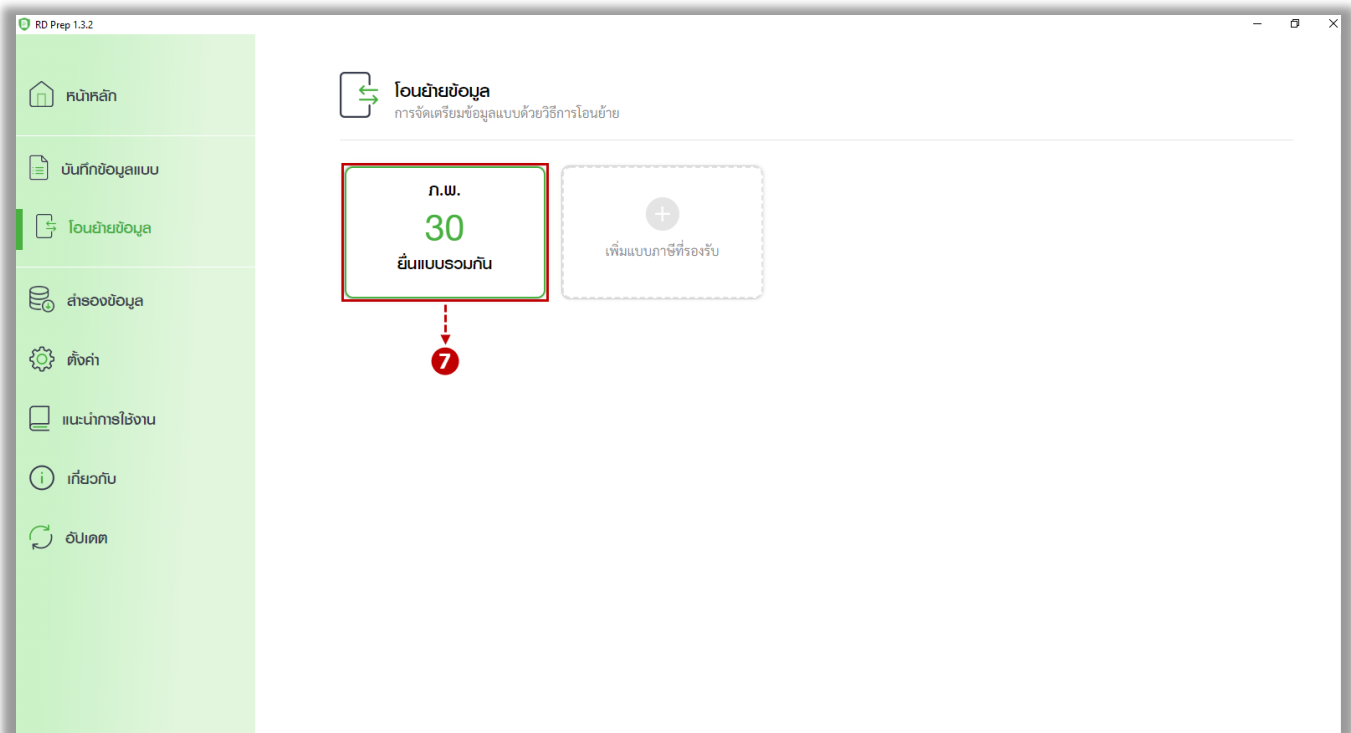 RD Prep 1.3.2
หน้าหลัก
บันทึกข้อมูลแบบ
โอนย้ายข้อมูล
สำรองข้อมูล
ตั้งค่า
แนะนำการใช้งาน
เกี่ยวกับ
อัปเดต
โอนย้ายข้อมูล
การจัดเตรียมข้อมูลแบบด้วยวิธีการโอนย้าย
ภ.พ.
30
ยื่นแบบรวมกัน
เพิ่มแบบภาษีที่รองรับ
7